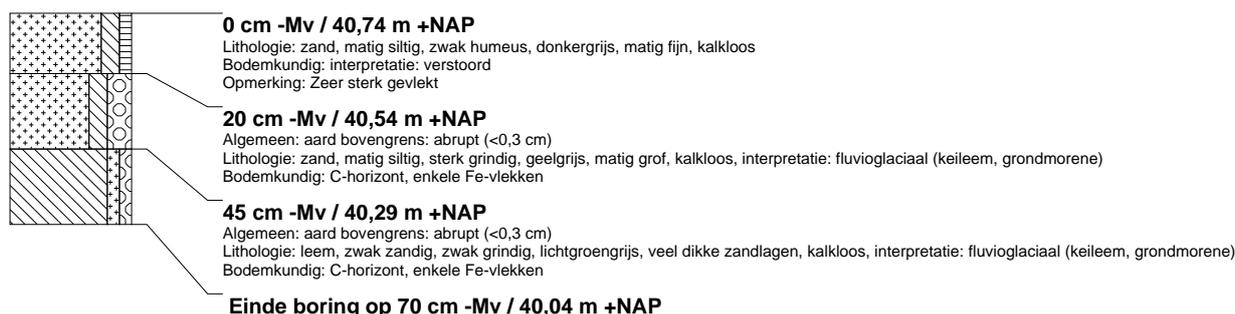 0 cm -Mv / 40,74 m +NAP
Lithologie: zand, matig siltig, zwak humeus, donkergrijs, matig fijn, kalkloos
Bodemkundig: interpretatie: verstoord
Opmerking: Zeer sterk gevlekt
20 cm -Mv / 40,54 m +NAP
Algemeen: aard bovengrens: abrupt (<0,3 cm)
Lithologie: zand, matig siltig, sterk grindig, geelgrijs, matig grof, kalkloos, interpretatie: fluvioglaciaal (keileem, grondmorene)
Bodemkundig: C-horizont, enkele Fe-vlekken
45 cm -Mv / 40,29 m +NAP
Algemeen: aard bovengrens: abrupt (<0,3 cm)
Lithologie: leem, zwak zandig, zwak grindig, lichtgroengrijs, veel dikke zandlagen, kalkloos, interpretatie: fluvioglaciaal (keileem, grondmorene)
Bodemkundig: C-horizont, enkele Fe-vlekken
Einde boring op 70 cm -Mv / 40,04 m +NAP